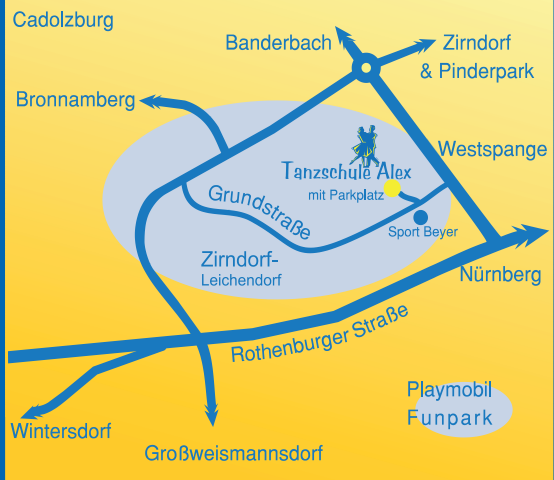 Cadolzburg
Banderbach
Zirndorf
& Pinderpark
Bronnamberg
Westspange
Tanzschule Alex
mit Parkplatz
Grundstraße
Sport Beyer
Zirndorf-
Leichendorf
Nürnberg
Rothenburger Straße
Playmobil
Funpark
Wintersdorf
Großweismannsdorf